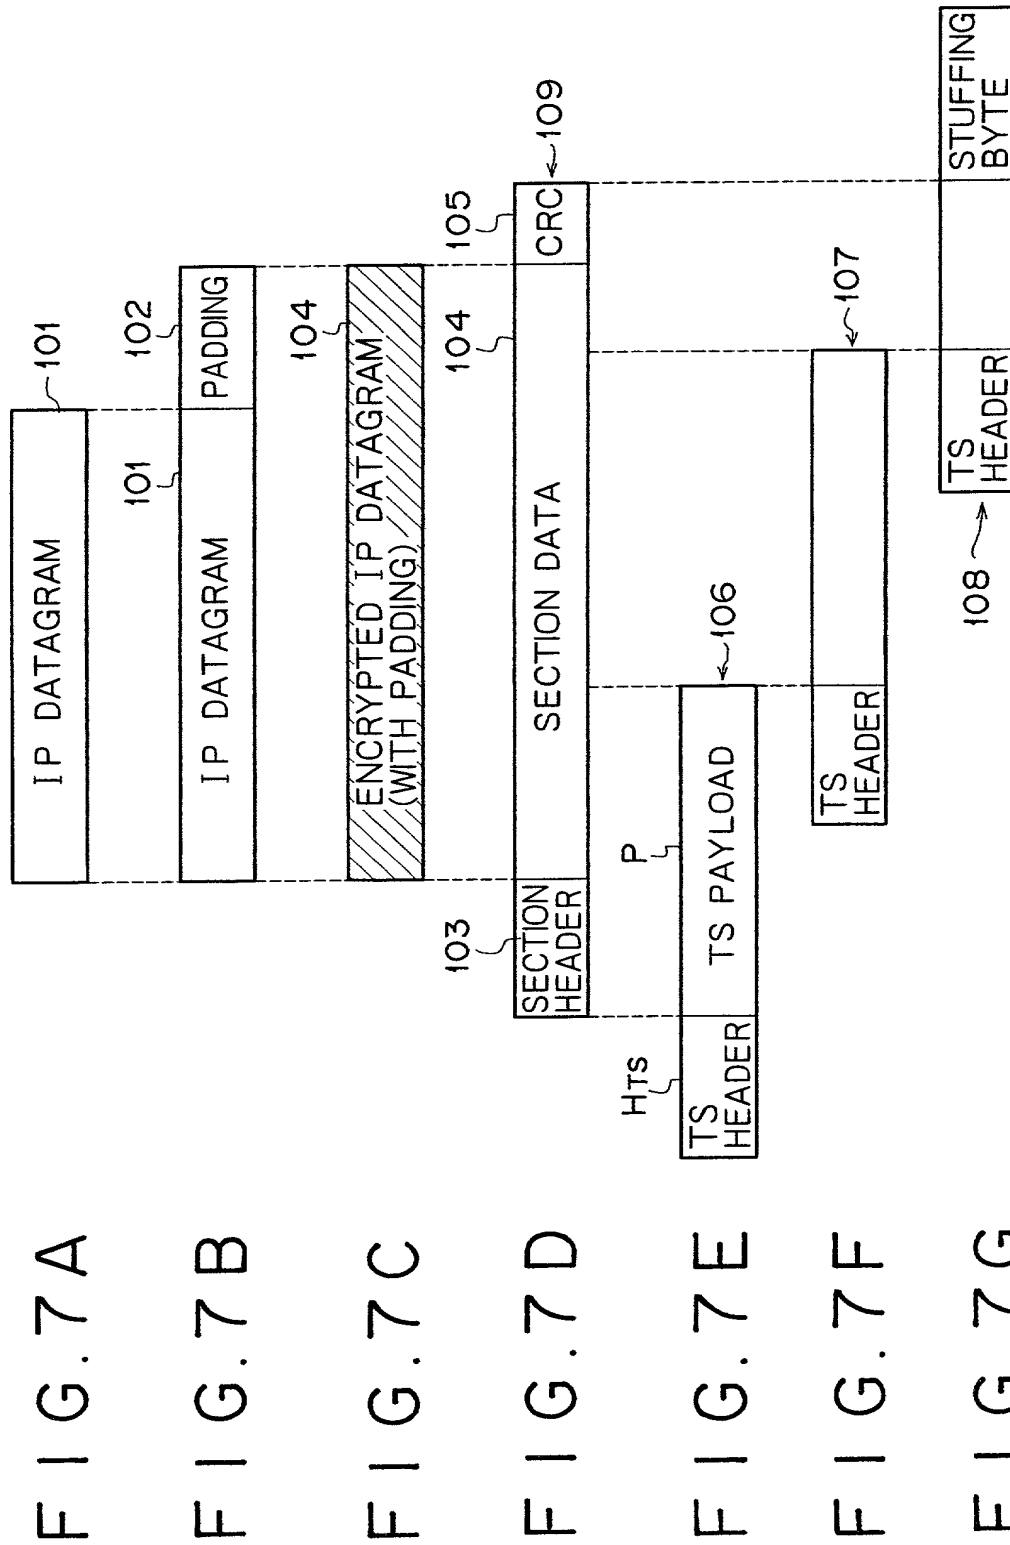 FIG.7A
IP DATAGRAM
101
FIG.7B
IP DATAGRAM
PADDING
101
102
FIG.7C
ENCRYPTED IP DATAGRAM
(WITH PADDING)
104
FIG.7D
SECTION
HEADER
SECTION DATA
CRC
103
104
105
109
FIG.7E
TS
HEADER
TS PAYLOAD
HTS
P
106
FIG.7F
TS
HEADER
107
FIG.7G
TS
HEADER
STUFFING
BYTE
108